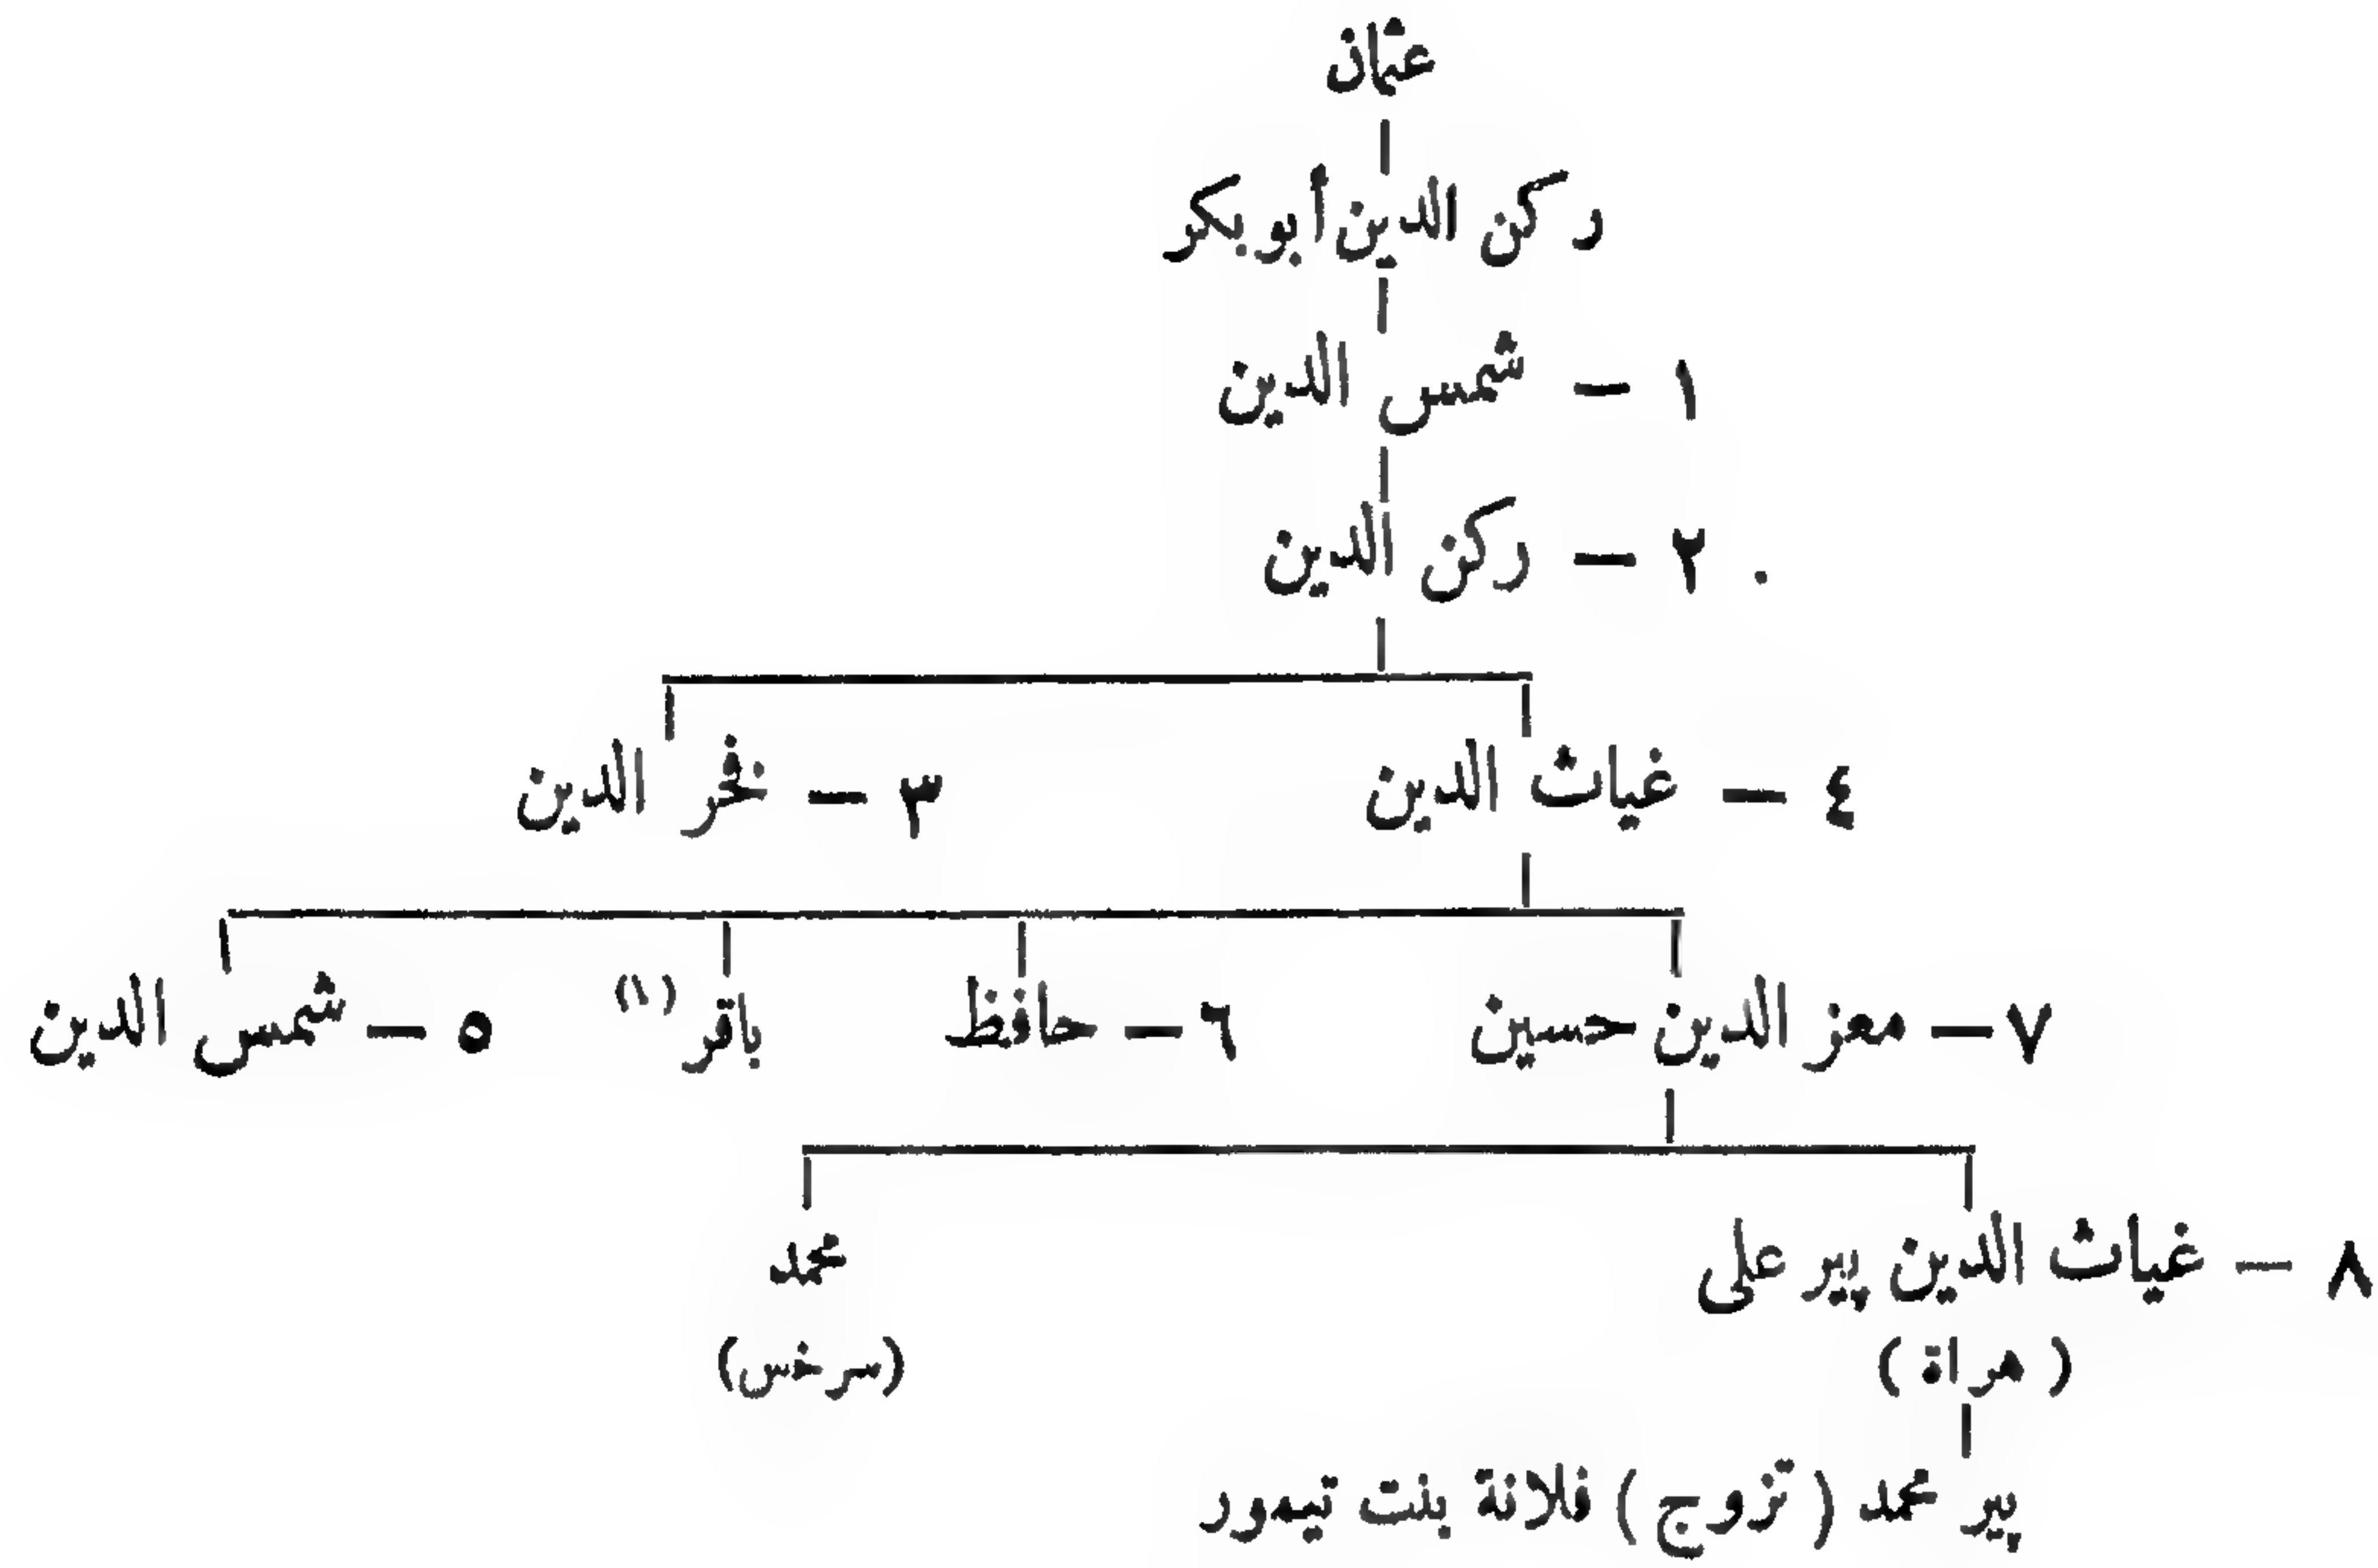 عثمان
ركن الدين أبو بكر
١ - شمس الدين
٢ - ركن الدين
٤ - غياث الدين ٣ - فخر الدين
٧ - معز الدين حسين ٦ - حافظ باقر (١) ٥ - شمس الدين
٨ - غياث الدين پير على محمد
( هراة ) (سرخس)
پير محمد ( تزوج ) فلانة بنت تيمور